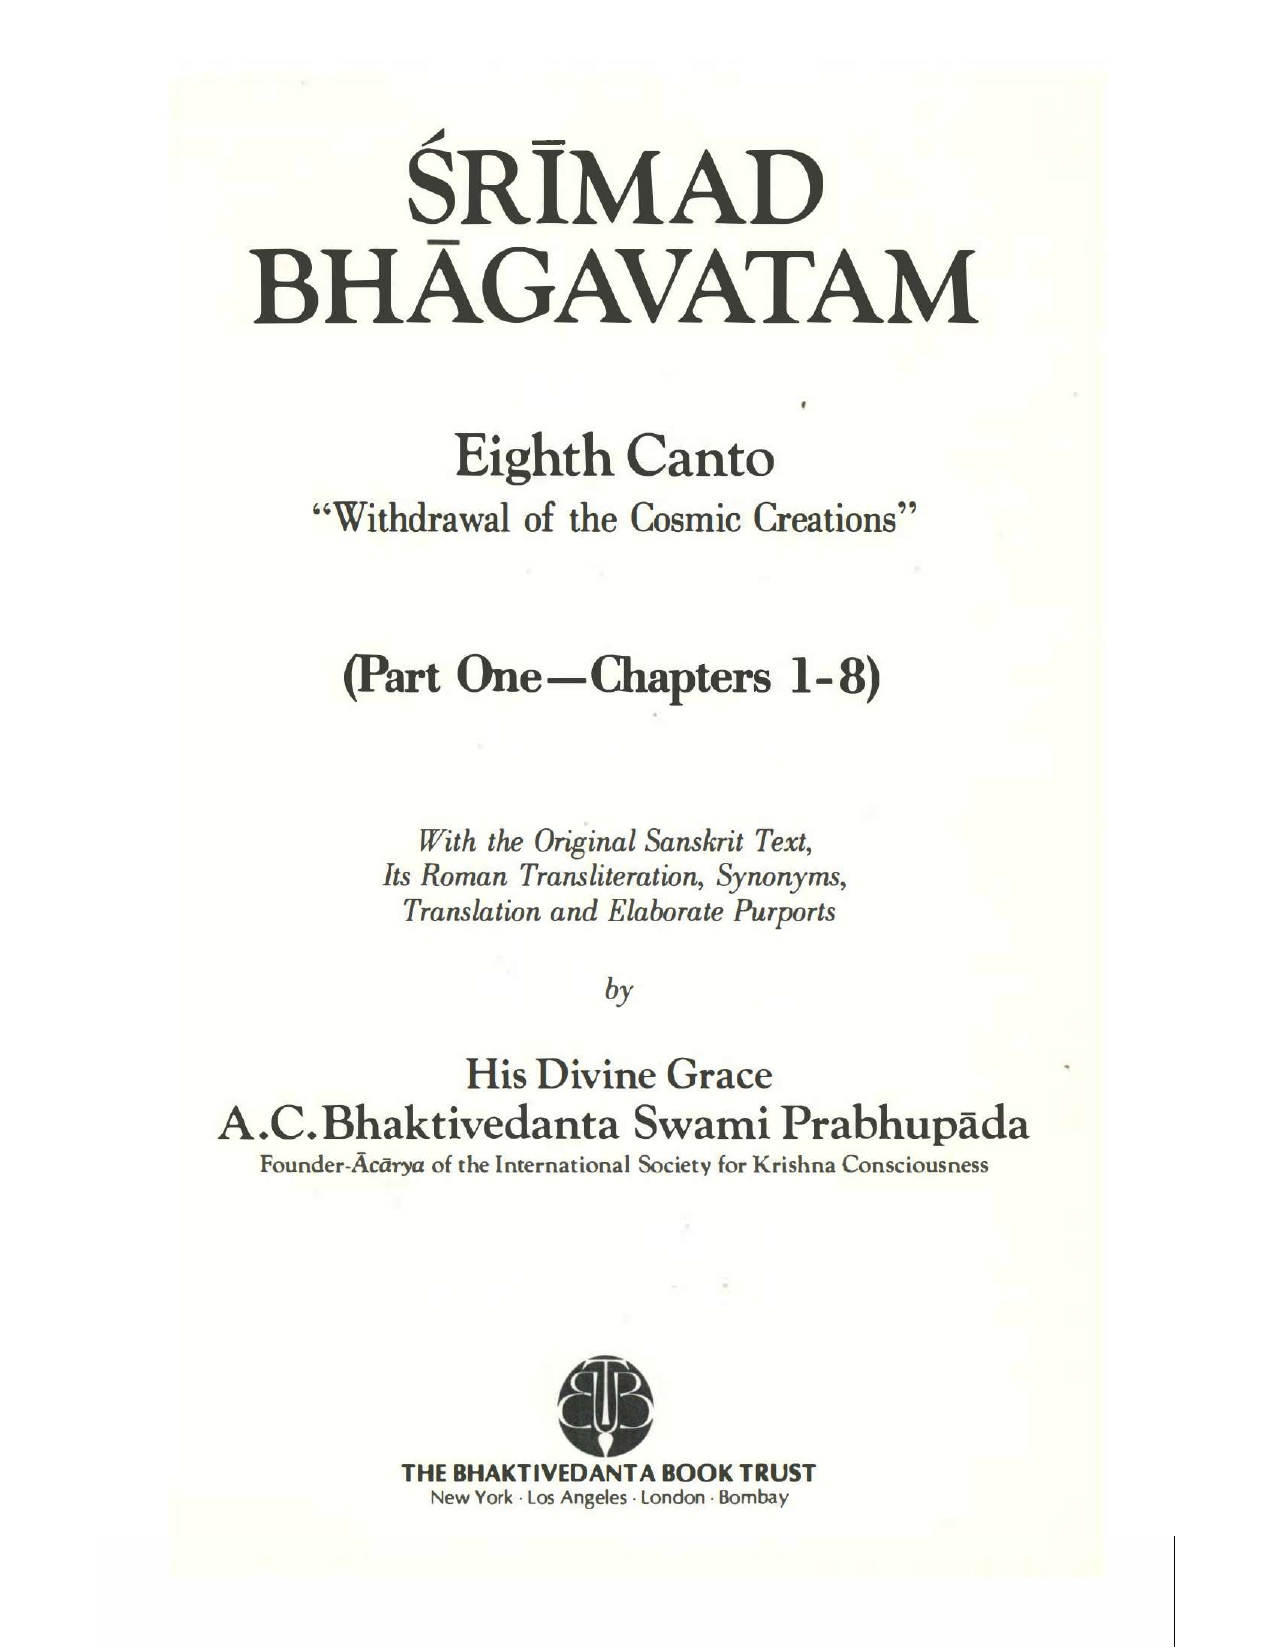 ŚRĪMAD
BHĀGAVATAM
Eighth Canto
“Withdrawal of the Cosmic Creations”
(Part One—Chapters 1-8)
With the Original Sanskrit Text,
Its Roman Transliteration, Synonyms,
Translation and Elaborate Purports
by
His Divine Grace
A.C.Bhaktivedanta Swami Prabhupāda
Founder-Ācārya of the International Society for Krishna Consciousness
BTB
THE BHAKTIVEDANTA BOOK TRUST
New York · Los Angeles · London · Bombay